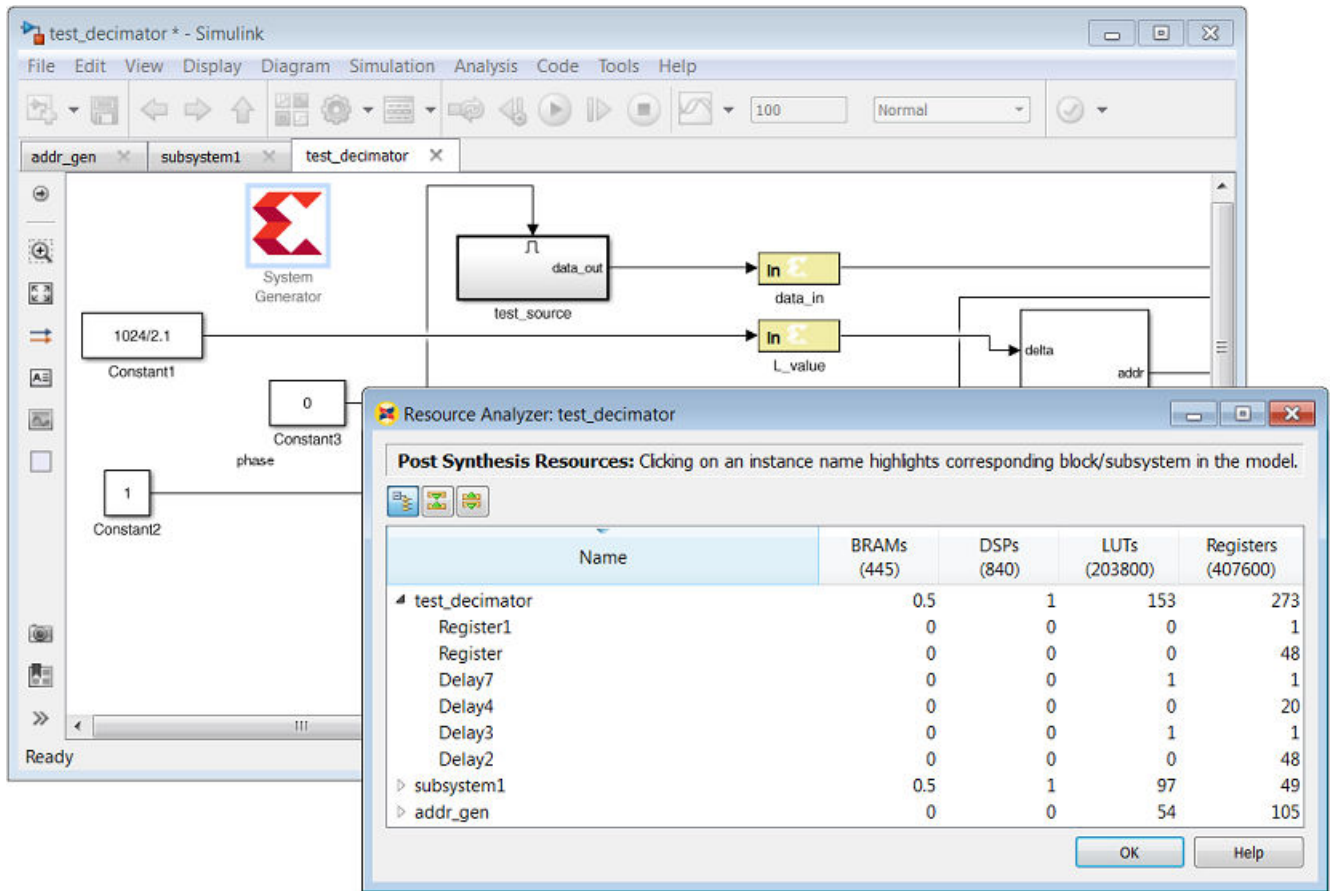 test_decimator * - Simulink
File Edit View Display Diagram Simulation Analysis Code Tools Help
100 Normal
addr_gen subsystem1 test_decimator
System
Generator
data_out
test_source
In
data_in
1024/2.1
Constant1
In
L_value
delta
addr
0
Constant3
phase
1
Constant2
Ready
Resource Analyzer: test_decimator
Post Synthesis Resources: Clicking on an instance name highlights corresponding block/subsystem in the model.
Name BRAMs (445) DSPs (840) LUTs (203800) Registers (407600)
test_decimator 0.5 1 153 273
Register1 0 0 0 1
Register 0 0 0 48
Delay7 0 0 1 1
Delay4 0 0 0 20
Delay3 0 0 1 1
Delay2 0 0 0 48
subsystem1 0.5 1 97 49
addr_gen 0 0 54 105
OK Help